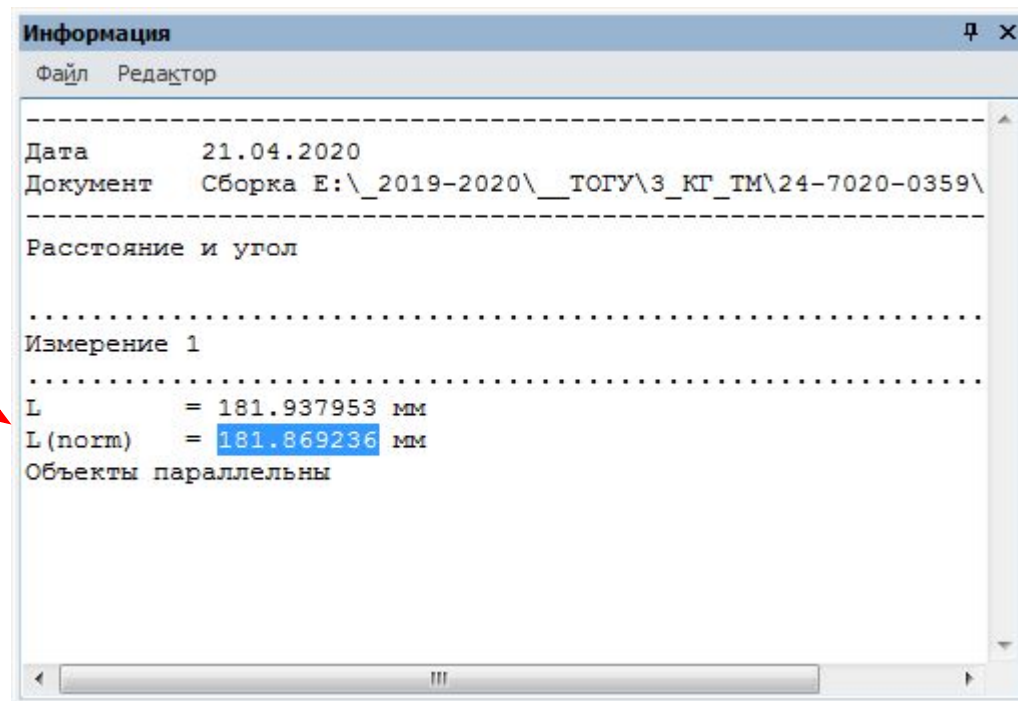 Информация
Файл Редактор
------------------------------------------------------------
Дата 21.04.2020
Документ Сборка E:\_2019-2020\__ТОГУ\3_КГ_ТМ\24-7020-0359\
------------------------------------------------------------
Расстояние и угол
............................................................
Измерение 1
............................................................
L = 181.937953 мм
L(norm) = 181.869236 мм
Объекты параллельны